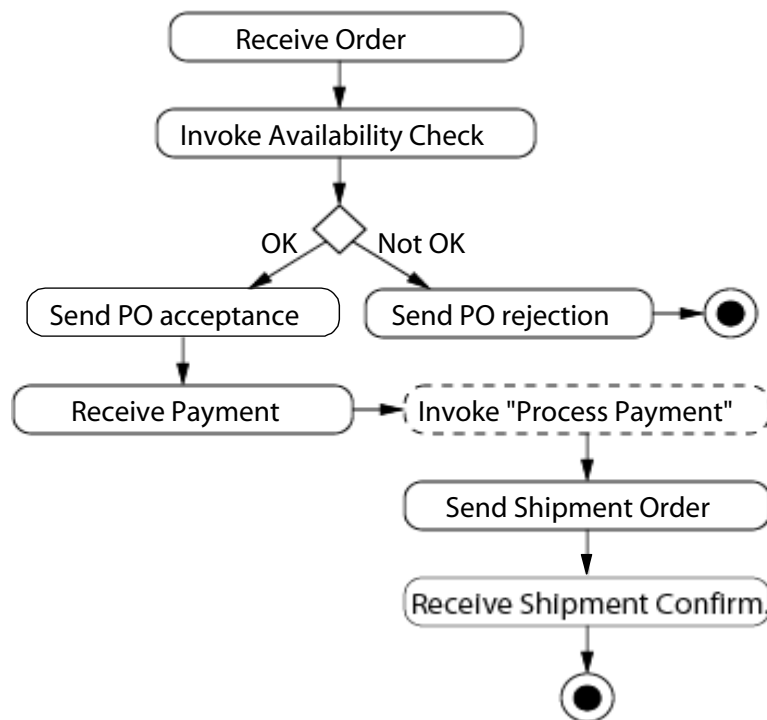 Receive Order
Invoke Availability Check
OK
Not OK
Send PO acceptance
Send PO rejection
Receive Payment
Invoke "Process Payment"
Send Shipment Order
Receive Shipment Confirm.